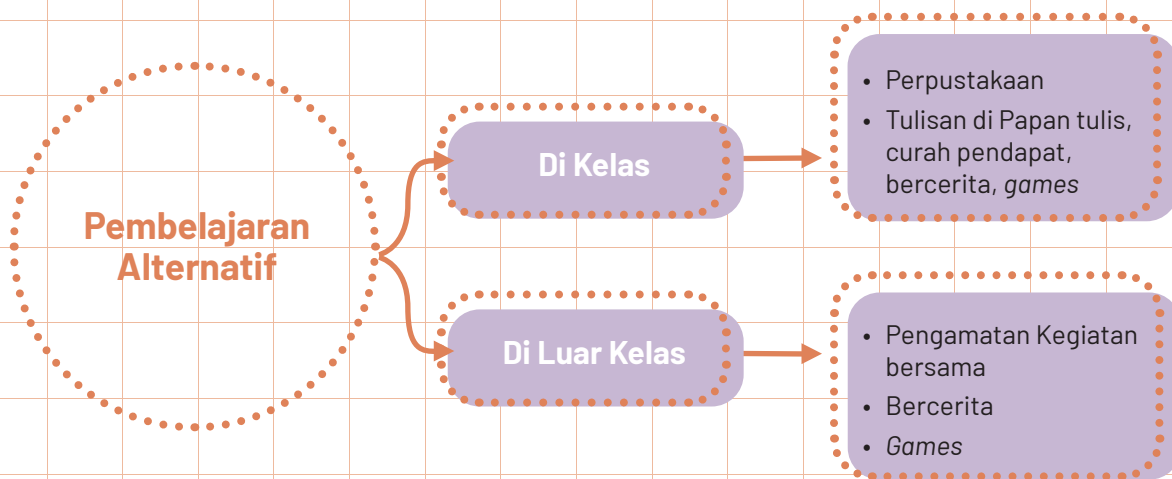 Pembelajaran
Alternatif
Di Kelas
• Perpustakaan
• Tulisan di Papan tulis,
curah pendapat,
bercerita, games
Di Luar Kelas
• Pengamatan Kegiatan
bersama
• Bercerita
• Games